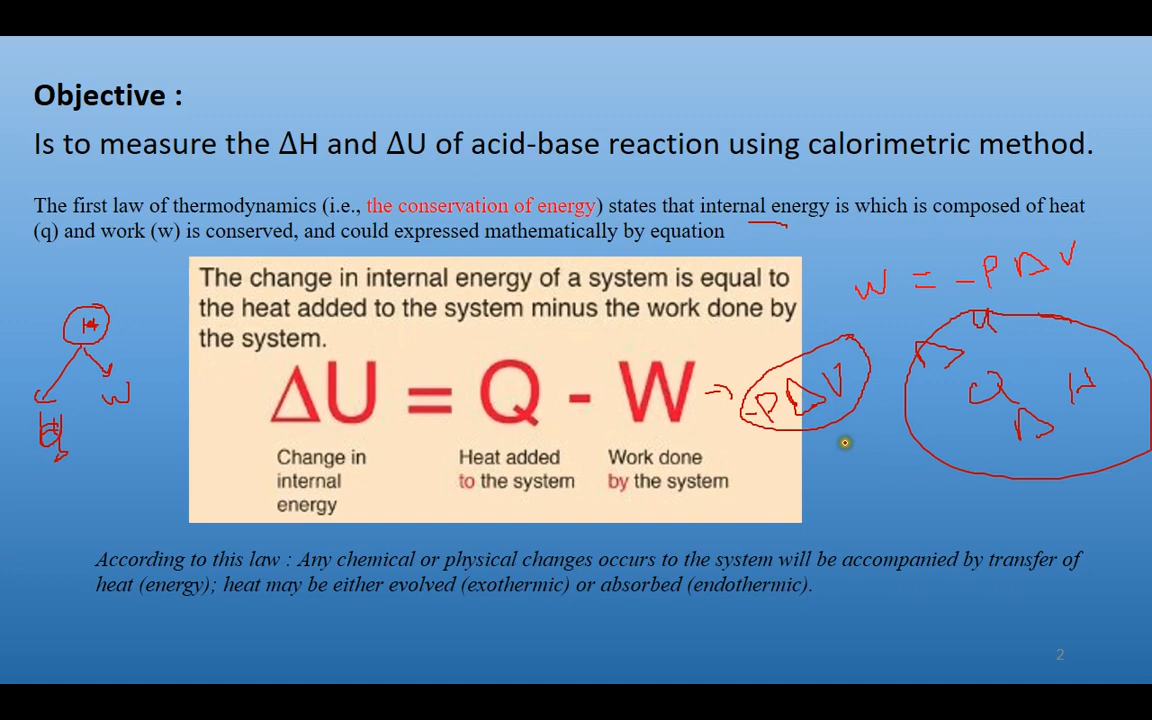 Objective :
Is to measure the ΔH and ΔU of acid-base reaction using calorimetric method.
The first law of thermodynamics (i.e., the conservation of energy) states that internal energy is which is composed of heat
(q) and work (w) is conserved, and could expressed mathematically by equation
The change in internal energy of a system is equal to
the heat added to the system minus the work done by
the system.
W = -P Δ V
ΔU = Q - W
-PΔV
Q
H
Δ
W
Change in
internal
energy
Heat added
to the system
Work done
by the system
According to this law : Any chemical or physical changes occurs to the system will be accompanied by transfer of
heat (energy); heat may be either evolved (exothermic) or absorbed (endothermic).
2